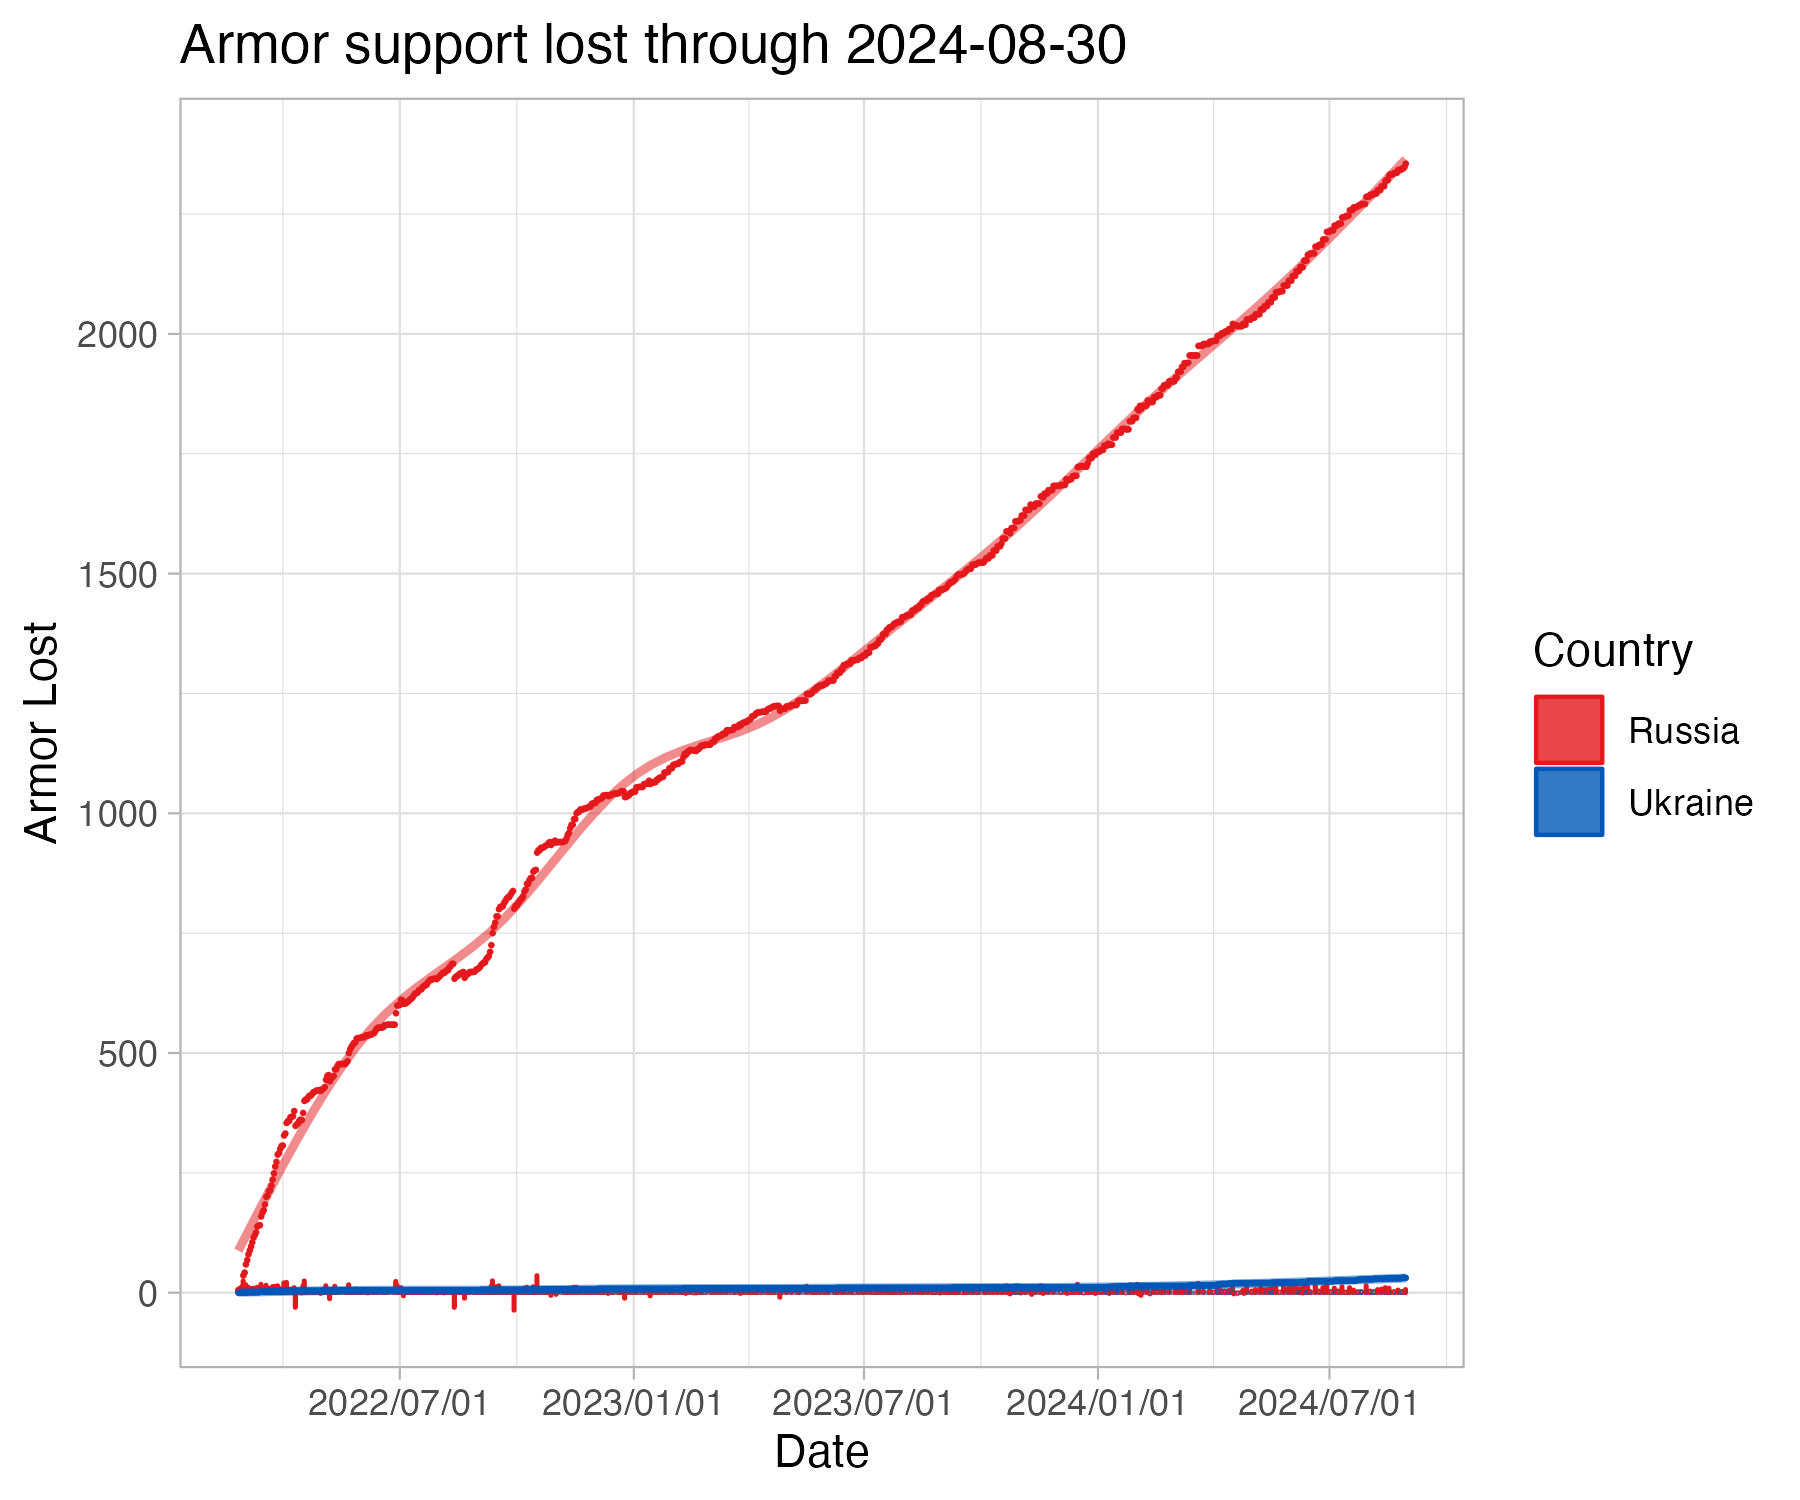 Armor support lost through 2024-08-30
Armor Lost
2000
1500
1000
500
0
2022/07/01
2023/01/01
2023/07/01
2024/01/01
2024/07/01
Date
Country
Russia
Ukraine